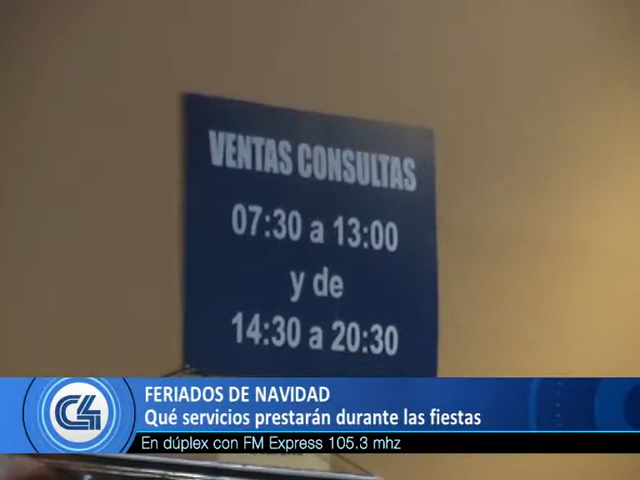 VENTAS CONSULTAS
07:30 a 13:00
y de
14:30 a 20:30
FERIADOS DE NAVIDAD
C4 Qué servicios prestarán durante las fiestas
En dúplex con FM Express 105.3 mhz